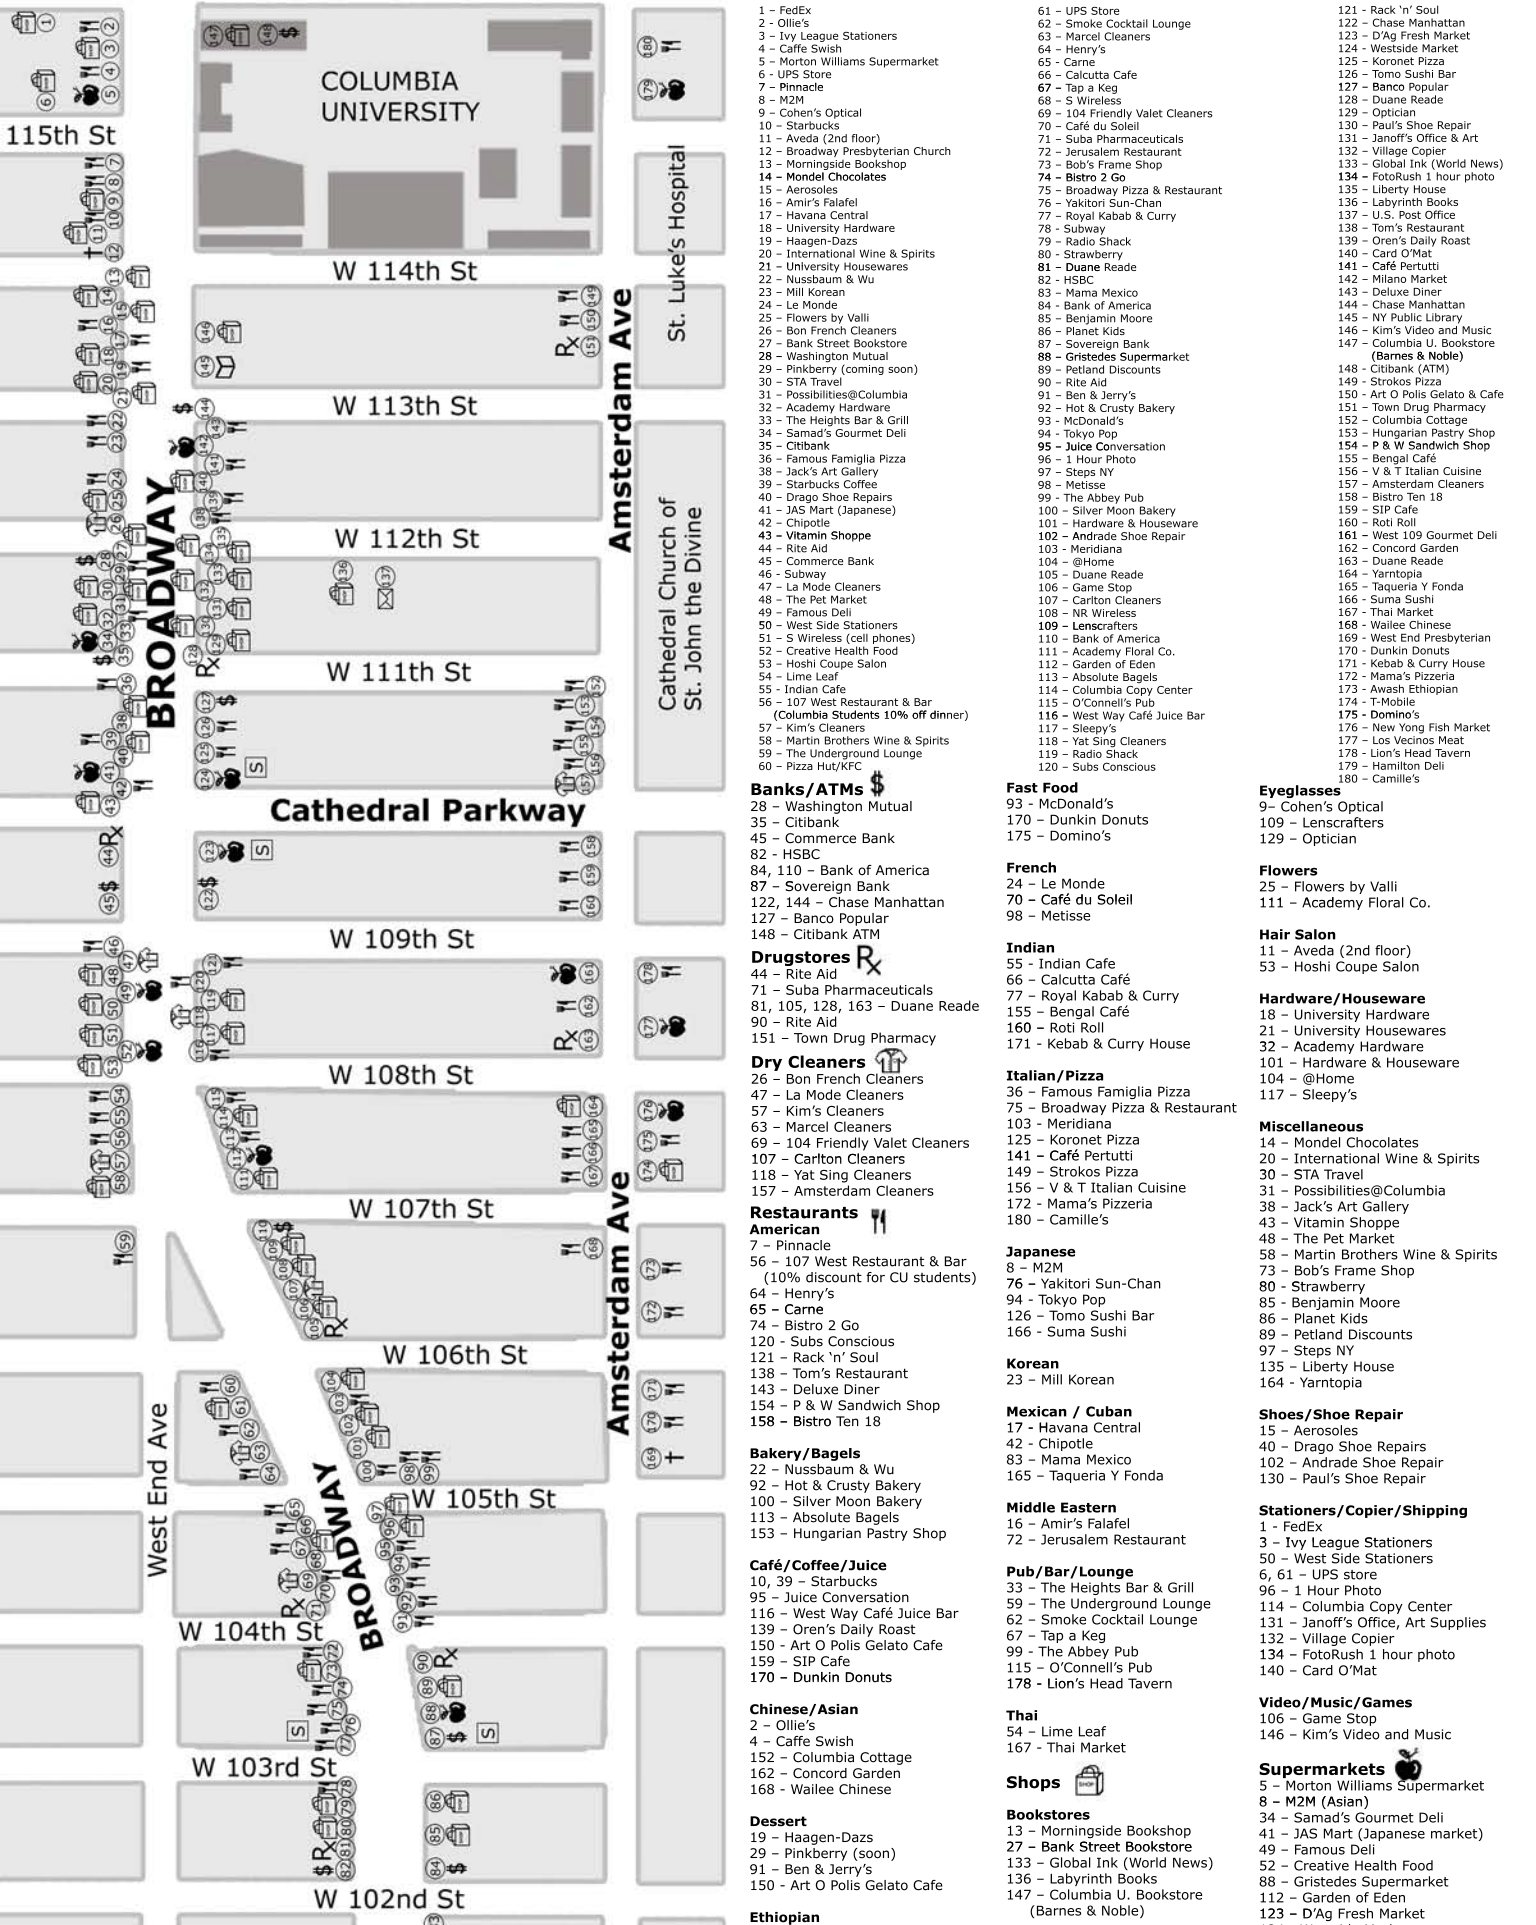 COLUMBIA
UNIVERSITY
115th St
St. Luke's Hospital
W 114th St
Amsterdam Ave
W 113th St
BROADWAY
W 112th St
Cathedral Church of
St. John the Divine
W 111th St
Cathedral Parkway
W 109th St
W 108th St
W 107th St
Amsterdam Ave
W 106th St
West End Ave
BROADWAY
W 105th St
W 104th St
W 103rd St
W 102nd St
1 – FedEx
2 - Ollie's
3 – Ivy League Stationers
4 – Caffe Swish
5 – Morton Williams Supermarket
6 - UPS Store
7 – Pinnacle
8 – M2M
9 – Cohen's Optical
10 – Starbucks
11 – Aveda (2nd floor)
12 – Broadway Presbyterian Church
13 – Morningside Bookshop
14 – Mondel Chocolates
15 – Aerosoles
16 – Amir's Falafel
17 – Havana Central
18 – University Hardware
19 – Haagen-Dazs
20 – International Wine & Spirits
21 – University Housewares
22 – Nussbaum & Wu
23 – Mill Korean
24 – Le Monde
25 – Flowers by Valli
26 – Bon French Cleaners
27 – Bank Street Bookstore
28 – Washington Mutual
29 – Pinkberry (coming soon)
30 – STA Travel
31 – Possibilities@Columbia
32 – Academy Hardware
33 – The Heights Bar & Grill
34 – Samad's Gourmet Deli
35 – Citibank
36 – Famous Famiglia Pizza
38 – Jack's Art Gallery
39 – Starbucks Coffee
40 – Drago Shoe Repairs
41 – JAS Mart (Japanese)
42 – Chipotle
43 – Vitamin Shoppe
44 – Rite Aid
45 – Commerce Bank
46 - Subway
47 – La Mode Cleaners
48 – The Pet Market
49 – Famous Deli
50 – West Side Stationers
51 – S Wireless (cell phones)
52 – Creative Health Food
53 – Hoshi Coupe Salon
54 – Lime Leaf
55 - Indian Cafe
56 – 107 West Restaurant & Bar
(Columbia Students 10% off dinner)
57 – Kim's Cleaners
58 – Martin Brothers Wine & Spirits
59 – The Underground Lounge
60 – Pizza Hut/KFC
61 – UPS Store
62 – Smoke Cocktail Lounge
63 – Marcel Cleaners
64 – Henry's
65 - Carne
66 – Calcutta Cafe
67 – Tap a Keg
68 – S Wireless
69 – 104 Friendly Valet Cleaners
70 – Café du Soleil
71 – Suba Pharmaceuticals
72 – Jerusalem Restaurant
73 – Bob's Frame Shop
74 – Bistro 2 Go
75 – Broadway Pizza & Restaurant
76 – Yakitori Sun-Chan
77 – Royal Kabab & Curry
78 - Subway
79 – Radio Shack
80 - Strawberry
81 – Duane Reade
82 - HSBC
83 – Mama Mexico
84 - Bank of America
85 – Benjamin Moore
86 – Planet Kids
87 – Sovereign Bank
88 – Gristedes Supermarket
89 – Petland Discounts
90 – Rite Aid
91 – Ben & Jerry's
92 – Hot & Crusty Bakery
93 - McDonald's
94 - Tokyo Pop
95 – Juice Conversation
96 – 1 Hour Photo
97 – Steps NY
98 – Metisse
99 - The Abbey Pub
100 – Silver Moon Bakery
101 – Hardware & Houseware
102 – Andrade Shoe Repair
103 - Meridiana
104 – @Home
105 – Duane Reade
106 – Game Stop
107 – Carlton Cleaners
108 – NR Wireless
109 – Lenscrafters
110 – Bank of America
111 – Academy Floral Co.
112 – Garden of Eden
113 – Absolute Bagels
114 – Columbia Copy Center
115 – O'Connell's Pub
116 – West Way Café Juice Bar
117 – Sleepy's
118 – Yat Sing Cleaners
119 – Radio Shack
120 – Subs Conscious
121 - Rack 'n' Soul
122 – Chase Manhattan
123 – D'Ag Fresh Market
124 - Westside Market
125 – Koronet Pizza
126 – Tomo Sushi Bar
127 – Banco Popular
128 – Duane Reade
129 – Optician
130 – Paul's Shoe Repair
131 – Janoff's Office & Art
132 – Village Copier
133 – Global Ink (World News)
134 – FotoRush 1 hour photo
135 – Liberty House
136 – Labyrinth Books
137 – U.S. Post Office
138 – Tom's Restaurant
139 – Oren's Daily Roast
140 – Card O'Mat
141 – Café Pertutti
142 – Milano Market
143 – Deluxe Diner
144 – Chase Manhattan
145 – NY Public Library
146 – Kim's Video and Music
147 – Columbia U. Bookstore
(Barnes & Noble)
148 - Citibank (ATM)
149 - Strokos Pizza
150 - Art O Polis Gelato & Cafe
151 – Town Drug Pharmacy
152 – Columbia Cottage
153 – Hungarian Pastry Shop
154 – P & W Sandwich Shop
155 – Bengal Café
156 – V & T Italian Cuisine
157 – Amsterdam Cleaners
158 – Bistro Ten 18
159 – SIP Cafe
160 – Roti Roll
161 – West 109 Gourmet Deli
162 – Concord Garden
163 – Duane Reade
164 - Yarntopia
165 – Taqueria Y Fonda
166 - Suma Sushi
167 - Thai Market
168 – Wailee Chinese
169 - West End Presbyterian
170 - Dunkin Donuts
171 - Kebab & Curry House
172 - Mama's Pizzeria
173 - Awash Ethiopian
174 - T-Mobile
175 - Domino's
176 - New Yong Fish Market
177 - Los Vecinos Meat
178 - Lion's Head Tavern
179 – Hamilton Deli
180 – Camille's
Banks/ATMs $
28 – Washington Mutual
35 – Citibank
45 – Commerce Bank
82 - HSBC
84, 110 – Bank of America
87 – Sovereign Bank
122, 144 – Chase Manhattan
127 – Banco Popular
148 – Citibank ATM
Drugstores Rx
44 – Rite Aid
71 – Suba Pharmaceuticals
81, 105, 128, 163 – Duane Reade
90 – Rite Aid
151 – Town Drug Pharmacy
Dry Cleaners
26 – Bon French Cleaners
47 – La Mode Cleaners
57 – Kim's Cleaners
63 – Marcel Cleaners
69 – 104 Friendly Valet Cleaners
107 – Carlton Cleaners
118 – Yat Sing Cleaners
157 – Amsterdam Cleaners
Restaurants
American
7 – Pinnacle
56 – 107 West Restaurant & Bar
(10% discount for CU students)
64 – Henry's
65 – Carne
74 – Bistro 2 Go
120 - Subs Conscious
121 – Rack 'n' Soul
138 – Tom's Restaurant
143 – Deluxe Diner
154 – P & W Sandwich Shop
158 – Bistro Ten 18
Bakery/Bagels
22 – Nussbaum & Wu
92 – Hot & Crusty Bakery
100 – Silver Moon Bakery
113 – Absolute Bagels
153 – Hungarian Pastry Shop
Café/Coffee/Juice
10, 39 – Starbucks
95 – Juice Conversation
116 – West Way Café Juice Bar
139 – Oren's Daily Roast
150 - Art O Polis Gelato Cafe
159 – SIP Cafe
170 – Dunkin Donuts
Chinese/Asian
2 – Ollie's
4 – Caffe Swish
152 – Columbia Cottage
162 – Concord Garden
168 - Wailee Chinese
Dessert
19 – Haagen-Dazs
29 – Pinkberry (soon)
91 – Ben & Jerry's
150 - Art O Polis Gelato Cafe
Ethiopian
Fast Food
93 - McDonald's
170 – Dunkin Donuts
175 – Domino's
French
24 – Le Monde
70 – Café du Soleil
98 – Metisse
Indian
55 - Indian Cafe
66 – Calcutta Café
77 – Royal Kabab & Curry
155 – Bengal Café
160 – Roti Roll
171 - Kebab & Curry House
Italian/Pizza
36 – Famous Famiglia Pizza
75 – Broadway Pizza & Restaurant
103 - Meridiana
125 – Koronet Pizza
141 – Café Pertutti
149 – Strokos Pizza
156 – V & T Italian Cuisine
172 – Mama's Pizzeria
180 – Camille's
Japanese
8 – M2M
76 – Yakitori Sun-Chan
94 - Tokyo Pop
126 – Tomo Sushi Bar
166 - Suma Sushi
Korean
23 – Mill Korean
Mexican / Cuban
17 - Havana Central
42 - Chipotle
83 – Mama Mexico
165 – Taqueria Y Fonda
Middle Eastern
16 – Amir's Falafel
72 – Jerusalem Restaurant
Pub/Bar/Lounge
33 – The Heights Bar & Grill
59 – The Underground Lounge
62 – Smoke Cocktail Lounge
67 – Tap a Keg
99 - The Abbey Pub
115 – O'Connell's Pub
178 - Lion's Head Tavern
Thai
54 – Lime Leaf
167 - Thai Market
Shops
Bookstores
13 – Morningside Bookshop
27 – Bank Street Bookstore
133 – Global Ink (World News)
136 – Labyrinth Books
147 – Columbia U. Bookstore
(Barnes & Noble)
Eyeglasses
9– Cohen's Optical
109 – Lenscrafters
129 – Optician
Flowers
25 – Flowers by Valli
111 – Academy Floral Co.
Hair Salon
11 – Aveda (2nd floor)
53 – Hoshi Coupe Salon
Hardware/Houseware
18 – University Hardware
21 – University Housewares
32 – Academy Hardware
101 – Hardware & Houseware
104 – @Home
117 – Sleepy's
Miscellaneous
14 – Mondel Chocolates
20 – International Wine & Spirits
30 – STA Travel
31 – Possibilities@Columbia
38 – Jack's Art Gallery
43 – Vitamin Shoppe
48 – The Pet Market
58 – Martin Brothers Wine & Spirits
73 – Bob's Frame Shop
80 - Strawberry
85 - Benjamin Moore
86 – Planet Kids
89 – Petland Discounts
97 – Steps NY
135 – Liberty House
164 - Yarntopia
Shoes/Shoe Repair
15 – Aerosoles
40 – Drago Shoe Repairs
102 – Andrade Shoe Repair
130 – Paul's Shoe Repair
Stationers/Copier/Shipping
1 - FedEx
3 – Ivy League Stationers
50 – West Side Stationers
6, 61 – UPS store
96 – 1 Hour Photo
114 – Columbia Copy Center
131 – Janoff's Office, Art Supplies
132 – Village Copier
134 – FotoRush 1 hour photo
140 – Card O'Mat
Video/Music/Games
106 – Game Stop
146 – Kim's Video and Music
Supermarkets
5 – Morton Williams Supermarket
8 – M2M (Asian)
34 – Samad's Gourmet Deli
41 – JAS Mart (Japanese market)
49 – Famous Deli
52 – Creative Health Food
88 – Gristedes Supermarket
112 – Garden of Eden
123 – D'Ag Fresh Market